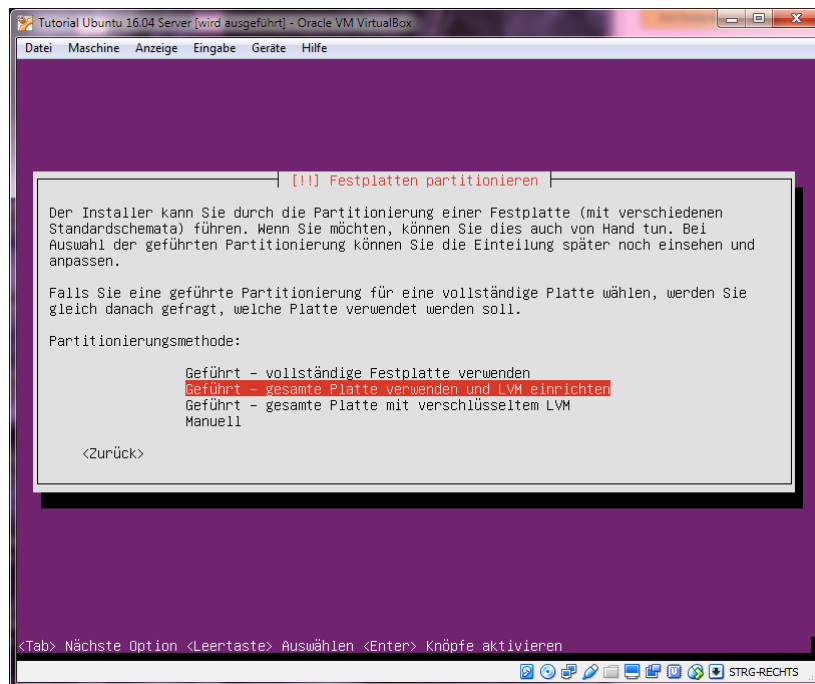 Tutorial Ubuntu 16.04 Server [wird ausgeführt] - Oracle VM VirtualBox
Datei Maschine Anzeige Eingabe Geräte Hilfe
[!!] Festplatten partitionieren
Der Installer kann Sie durch die Partitionierung einer Festplatte (mit verschiedenen
Standardschemata) führen. Wenn Sie möchten, können Sie dies auch von Hand tun. Bei
Auswahl der geführten Partitionierung können Sie die Einteilung später noch einsehen und
anpassen.
Falls Sie eine geführte Partitionierung für eine vollständige Platte wählen, werden Sie
gleich danach gefragt, welche Platte verwendet werden soll.
Partitionierungsmethode:
Geführt – vollständige Festplatte verwenden
Geführt – gesamte Platte verwenden und LVM einrichten
Geführt – gesamte Platte mit verschlüsseltem LVM
Manuell
<Zurück>
<Tab> Nächste Option <Leertaste> Auswählen <Enter> Knöpfe aktivieren
STRG-RECHTS